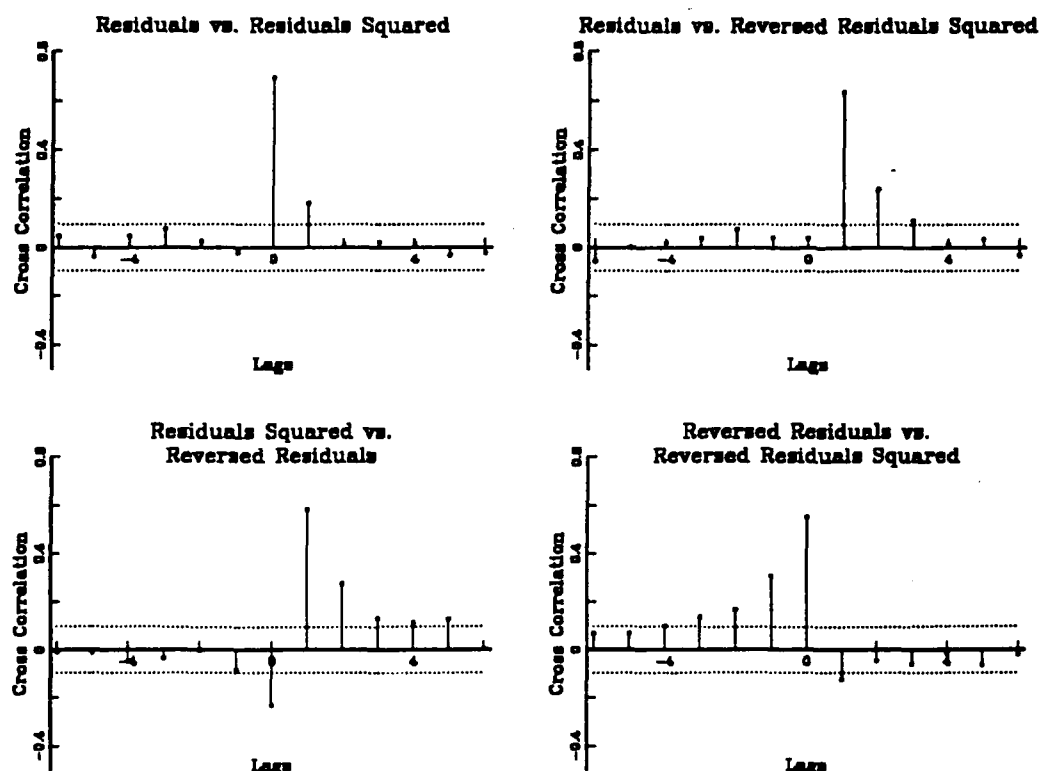 Residuals vs. Residuals Squared
Cross Correlation
0.8
0.4
0
-0.4
-4
0
4
Lags
Residuals vs. Reversed Residuals Squared
Cross Correlation
0.8
0.4
0
-0.4
-4
0
4
Lags
Residuals Squared vs.
Reversed Residuals
Cross Correlation
0.8
0.4
0
-0.4
-4
0
4
Lags
Reversed Residuals vs.
Reversed Residuals Squared
Cross Correlation
0.8
0.4
0
-0.4
-4
0
4
Lags